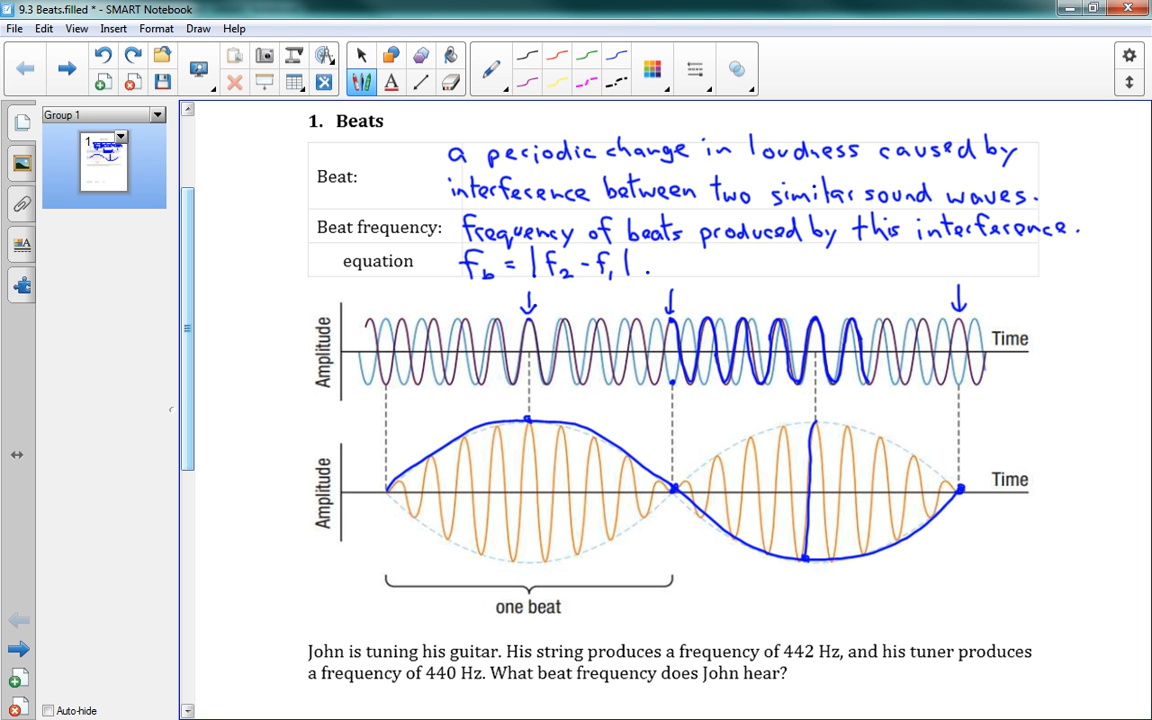 9.3 Beats.filled * - SMART Notebook
File Edit View Insert Format Draw Help
Group 1
1
1. Beats
Beat: a periodic change in loudness caused by
interference between two similar sound waves.
Beat frequency: frequency of beats produced by this interference.
equation f_b = |f_2 - f_1|.
Amplitude
Time
Amplitude
Time
one beat
John is tuning his guitar. His string produces a frequency of 442 Hz, and his tuner produces
a frequency of 440 Hz. What beat frequency does John hear?
Auto-hide